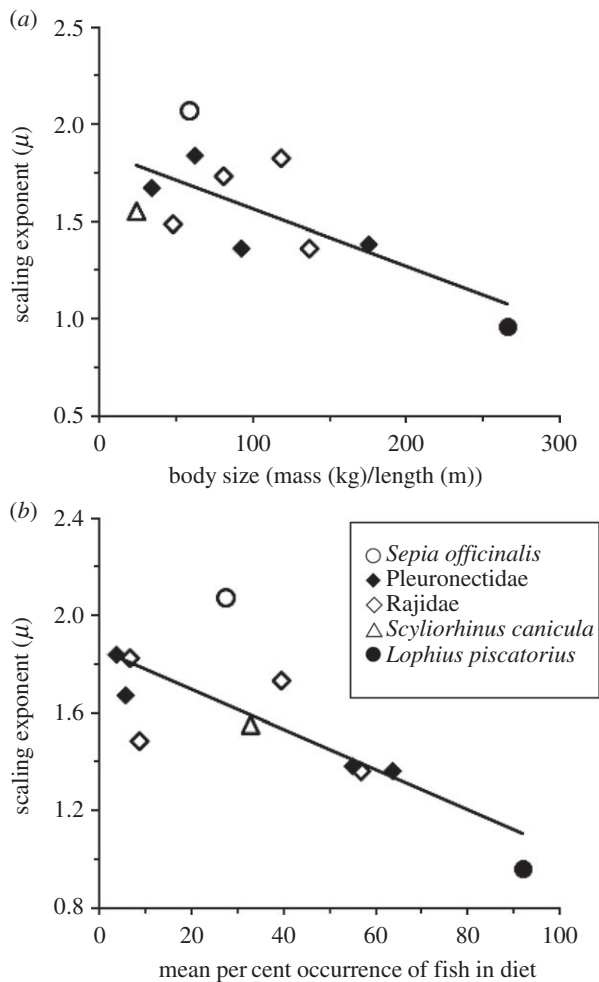 (a)
2.5
2.0
1.5
1.0
0.5
scaling exponent (μ)
0 100 200 300
body size (mass (kg)/length (m))
(b)
2.4
2.0
1.6
1.2
0.8
scaling exponent (μ)
Sepia officinalis
Pleuronectidae
Rajidae
Scyliorhinus canicula
Lophius piscatorius
0 20 40 60 80 100
mean per cent occurrence of fish in diet